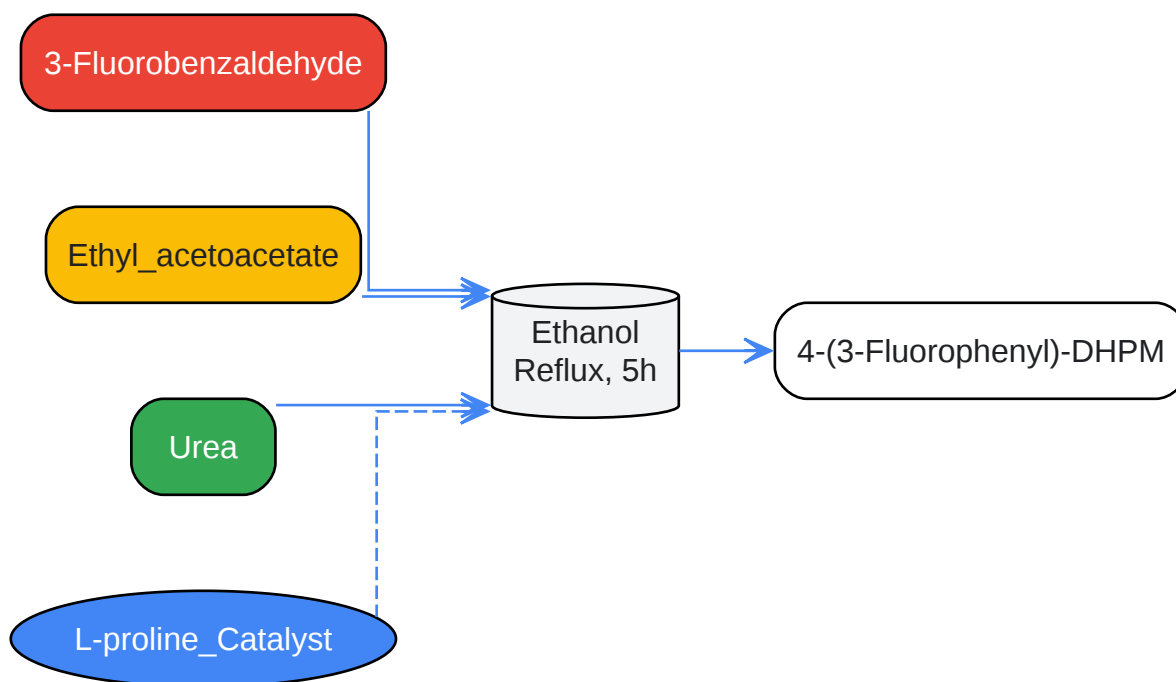 3-Fluorobenzaldehyde
Ethyl_acetoacetate
Ethanol
Reflux, 5h
4-(3-Fluorophenyl)-DHPM
Urea
L-proline_Catalyst